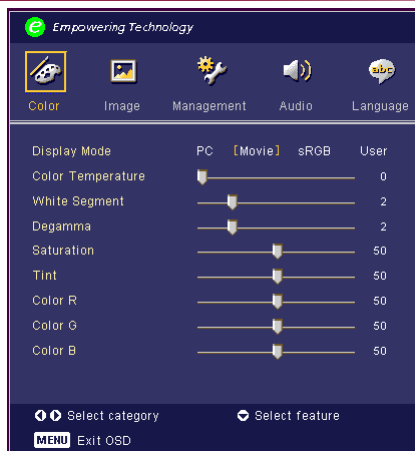 e Empowering Technology
abc
Color Image Management Audio Language
Display Mode PC [Movie] sRGB User
Color Temperature 0
White Segment 2
Degamma 2
Saturation 50
Tint 50
Color R 50
Color G 50
Color B 50
Select category Select feature
MENU Exit OSD